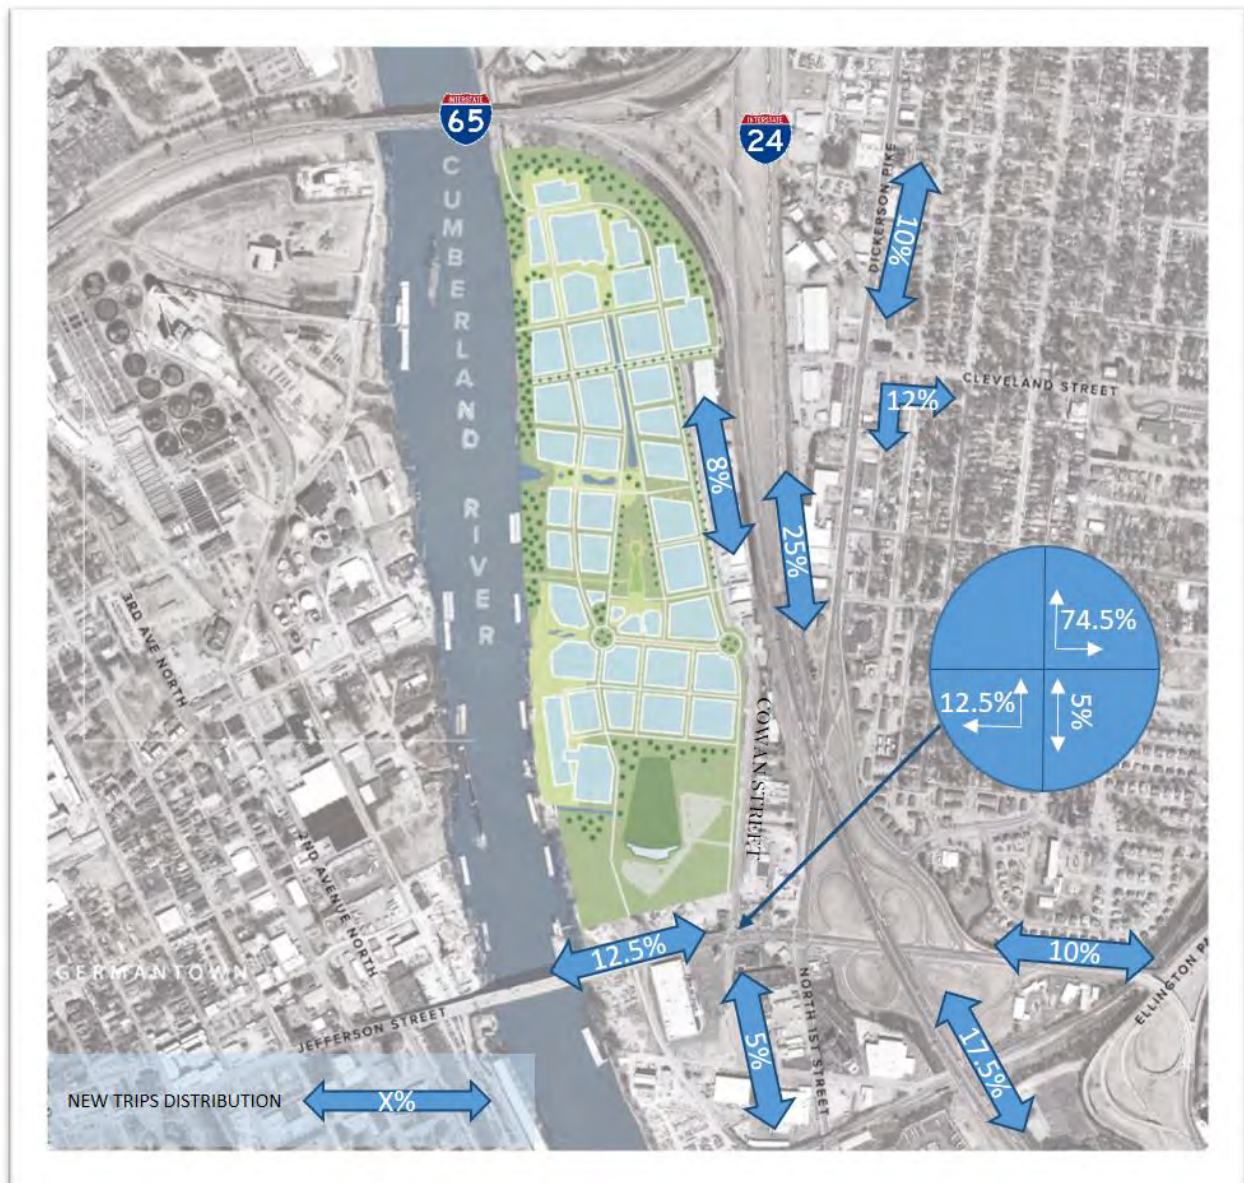 INTERSTATE
65
INTERSTATE
24
CUMBERLAND RIVER
DICKERSON PIKE
10%
CLEVELAND STREET
12%
8%
25%
74.5%
12.5%
5%
3RD AVE NORTH
COWAN STREET
2ND AVENUE NORTH
12.5%
10%
GERMANTOWN
JEFFERSON STREET
5%
NORTH 1ST STREET
17.5%
ELLINGTON PA
NEW TRIPS DISTRIBUTION
X%